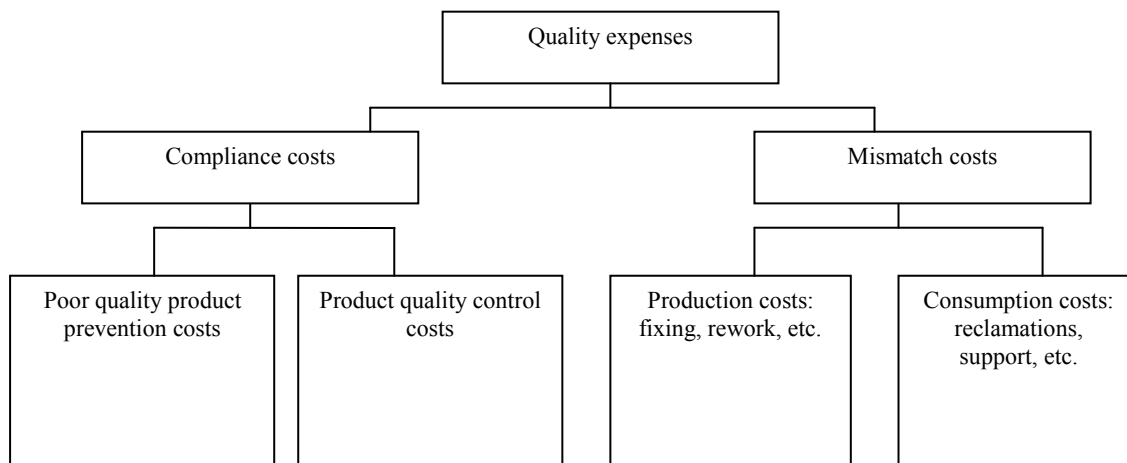 Quality expenses
Compliance costs
Mismatch costs
Poor quality product
prevention costs
Product quality control
costs
Production costs:
fixing, rework, etc.
Consumption costs:
reclamations,
support, etc.